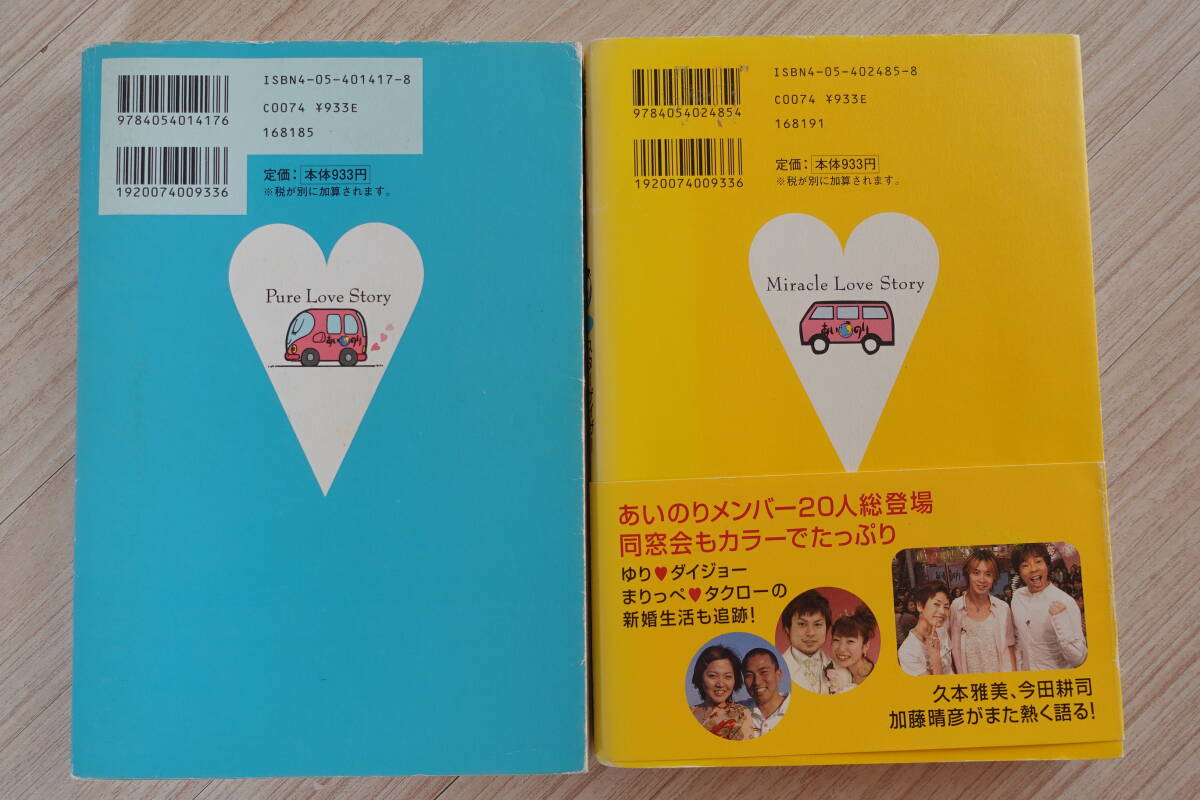 ISBN4-05-401417-8
9784054014176
C0074 ¥933E
168185
1920074009336
定価：本体933円
※税が別に加算されます。
Pure Love Story
あいのり
ISBN4-05-402485-8
9784054024854
C0074 ¥933E
168191
1920074009336
定価：本体933円
※税が別に加算されます。
Miracle Love Story
あいのり
あいのりメンバー20人総登場
同窓会もカラーでたっぷり
ゆり♥ダイジョー
まりっぺ♥タクローの
新婚生活も追跡！
久本雅美、今田耕司
加藤晴彦がまた熱く語る！